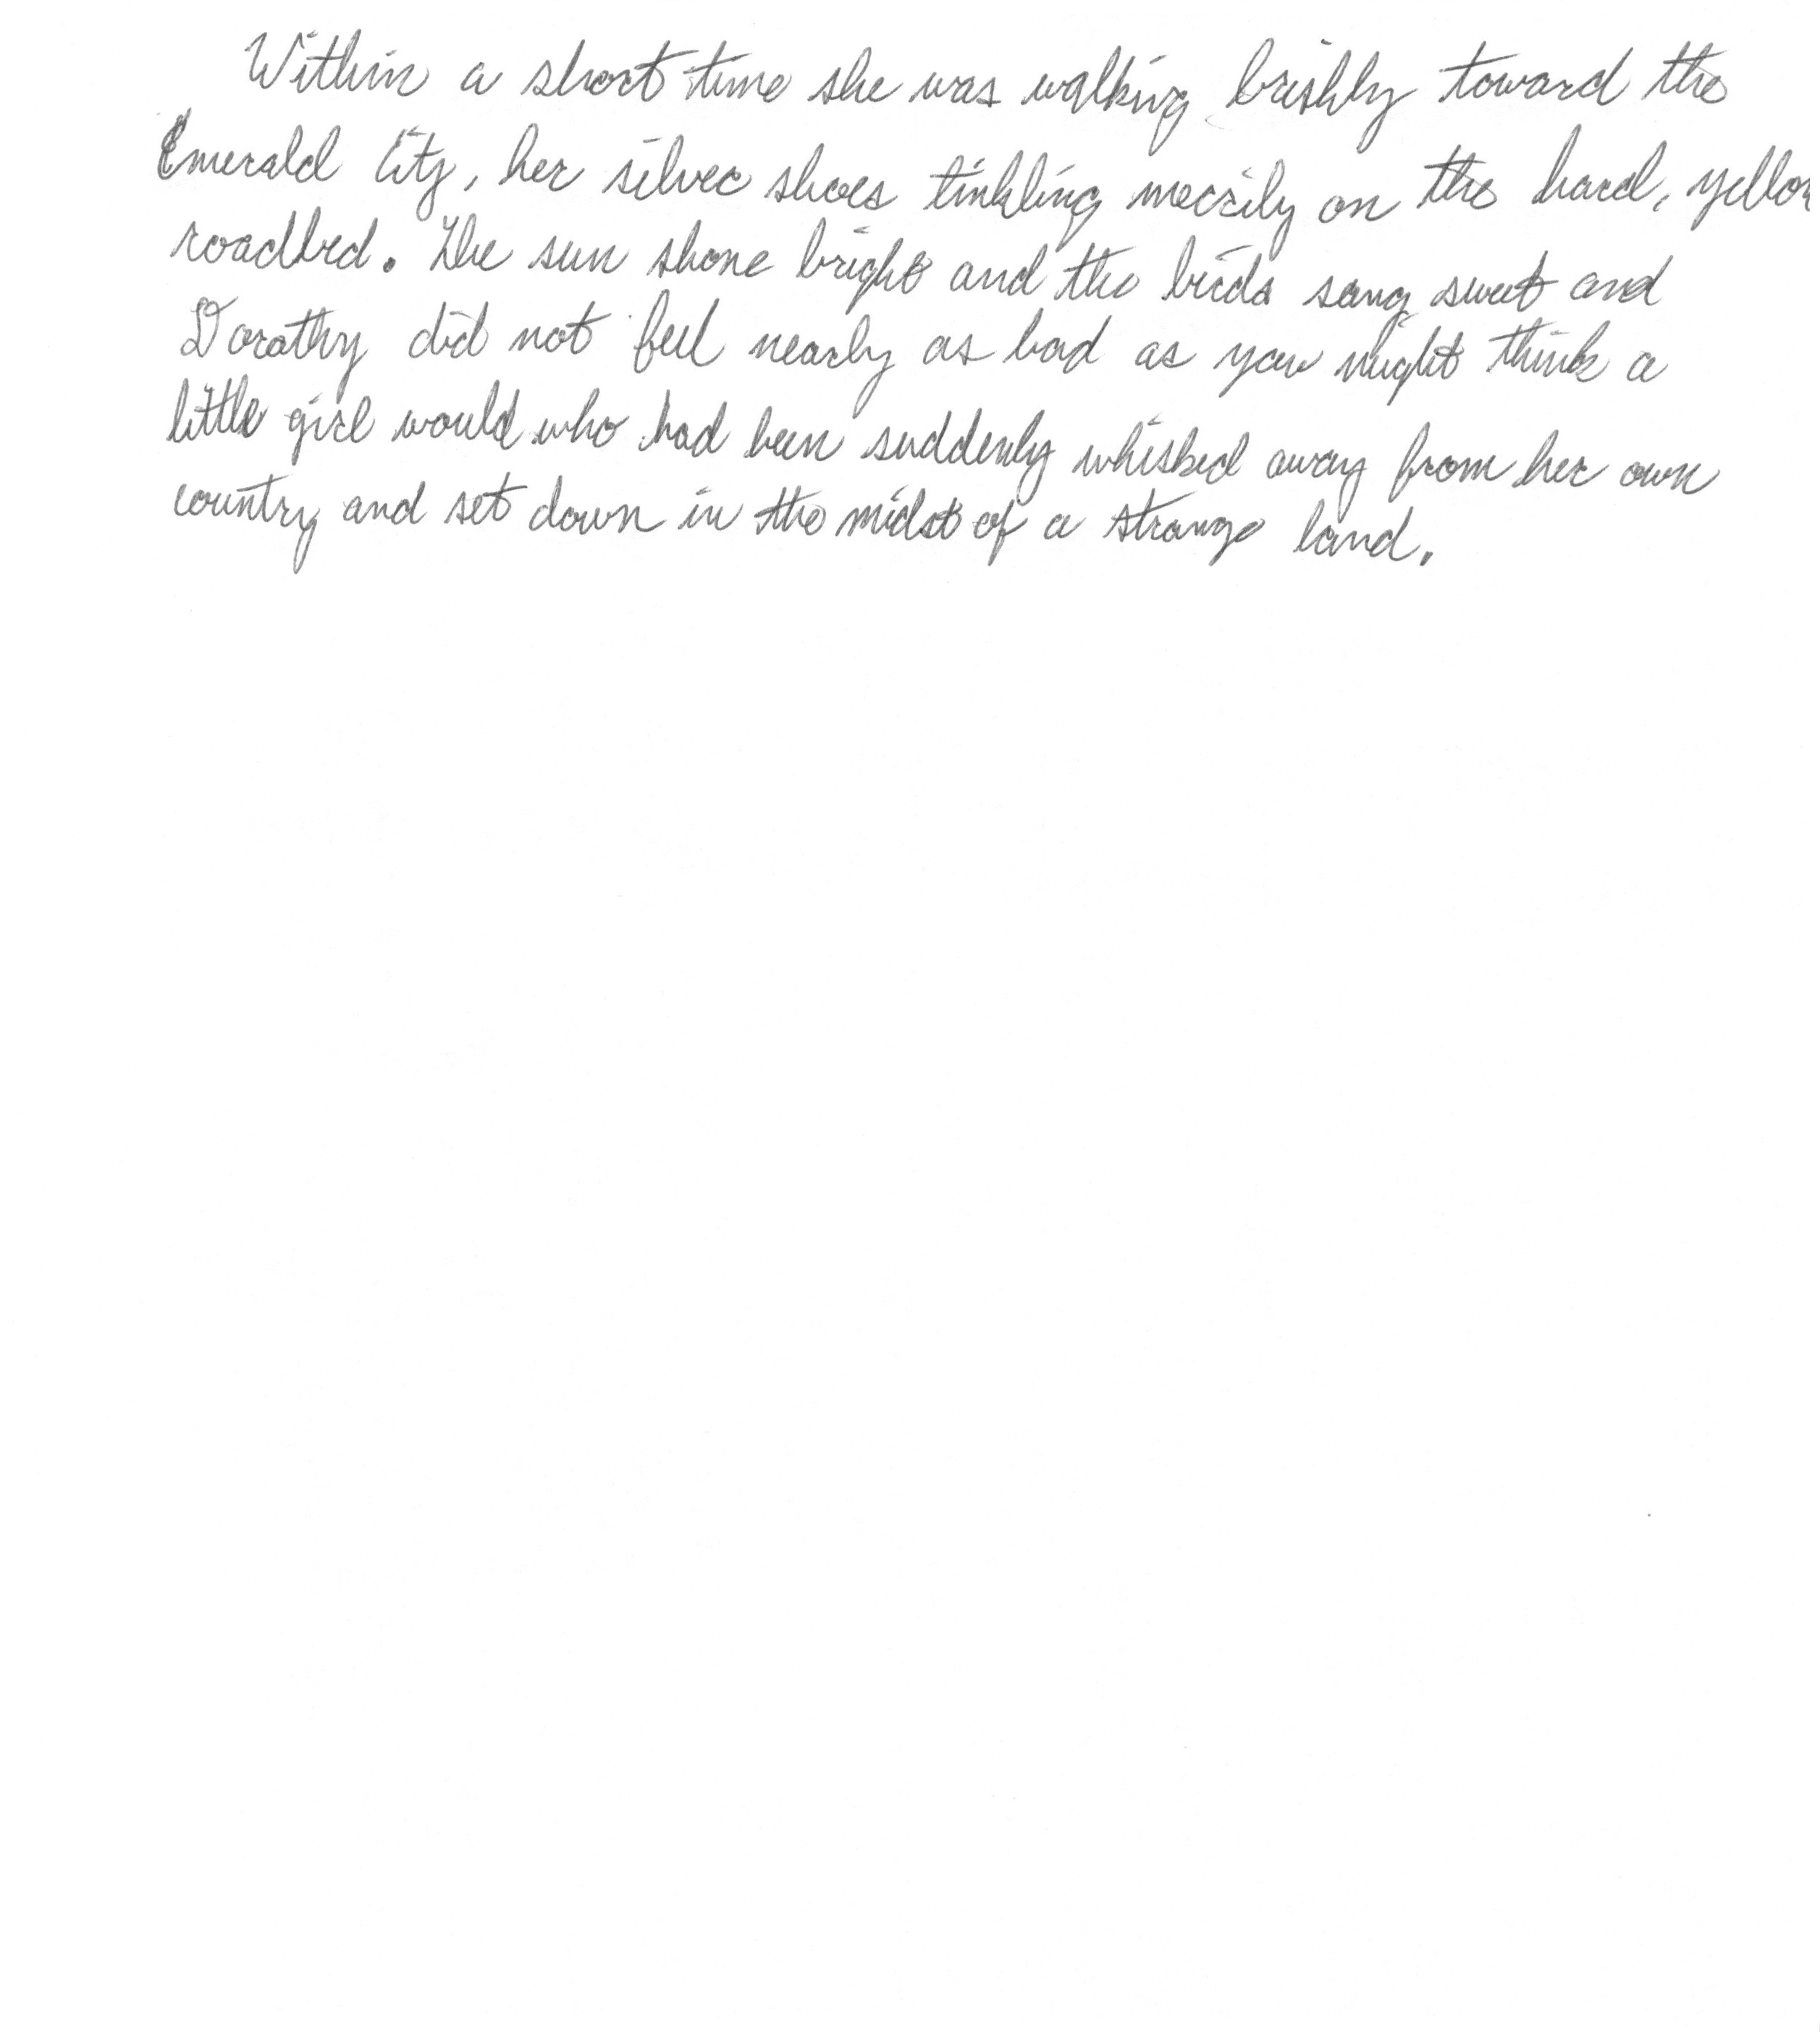 Within a short time she was walking briskly toward the
Emerald City, her silver shoes tinkling merrily on the hard, yellow
roadbed. The sun shone bright and the birds sang sweet and
Dorothy did not feel nearly as bad as you might think a
little girl would who had been suddenly whisked away from her own
country and set down in the midst of a strange land.